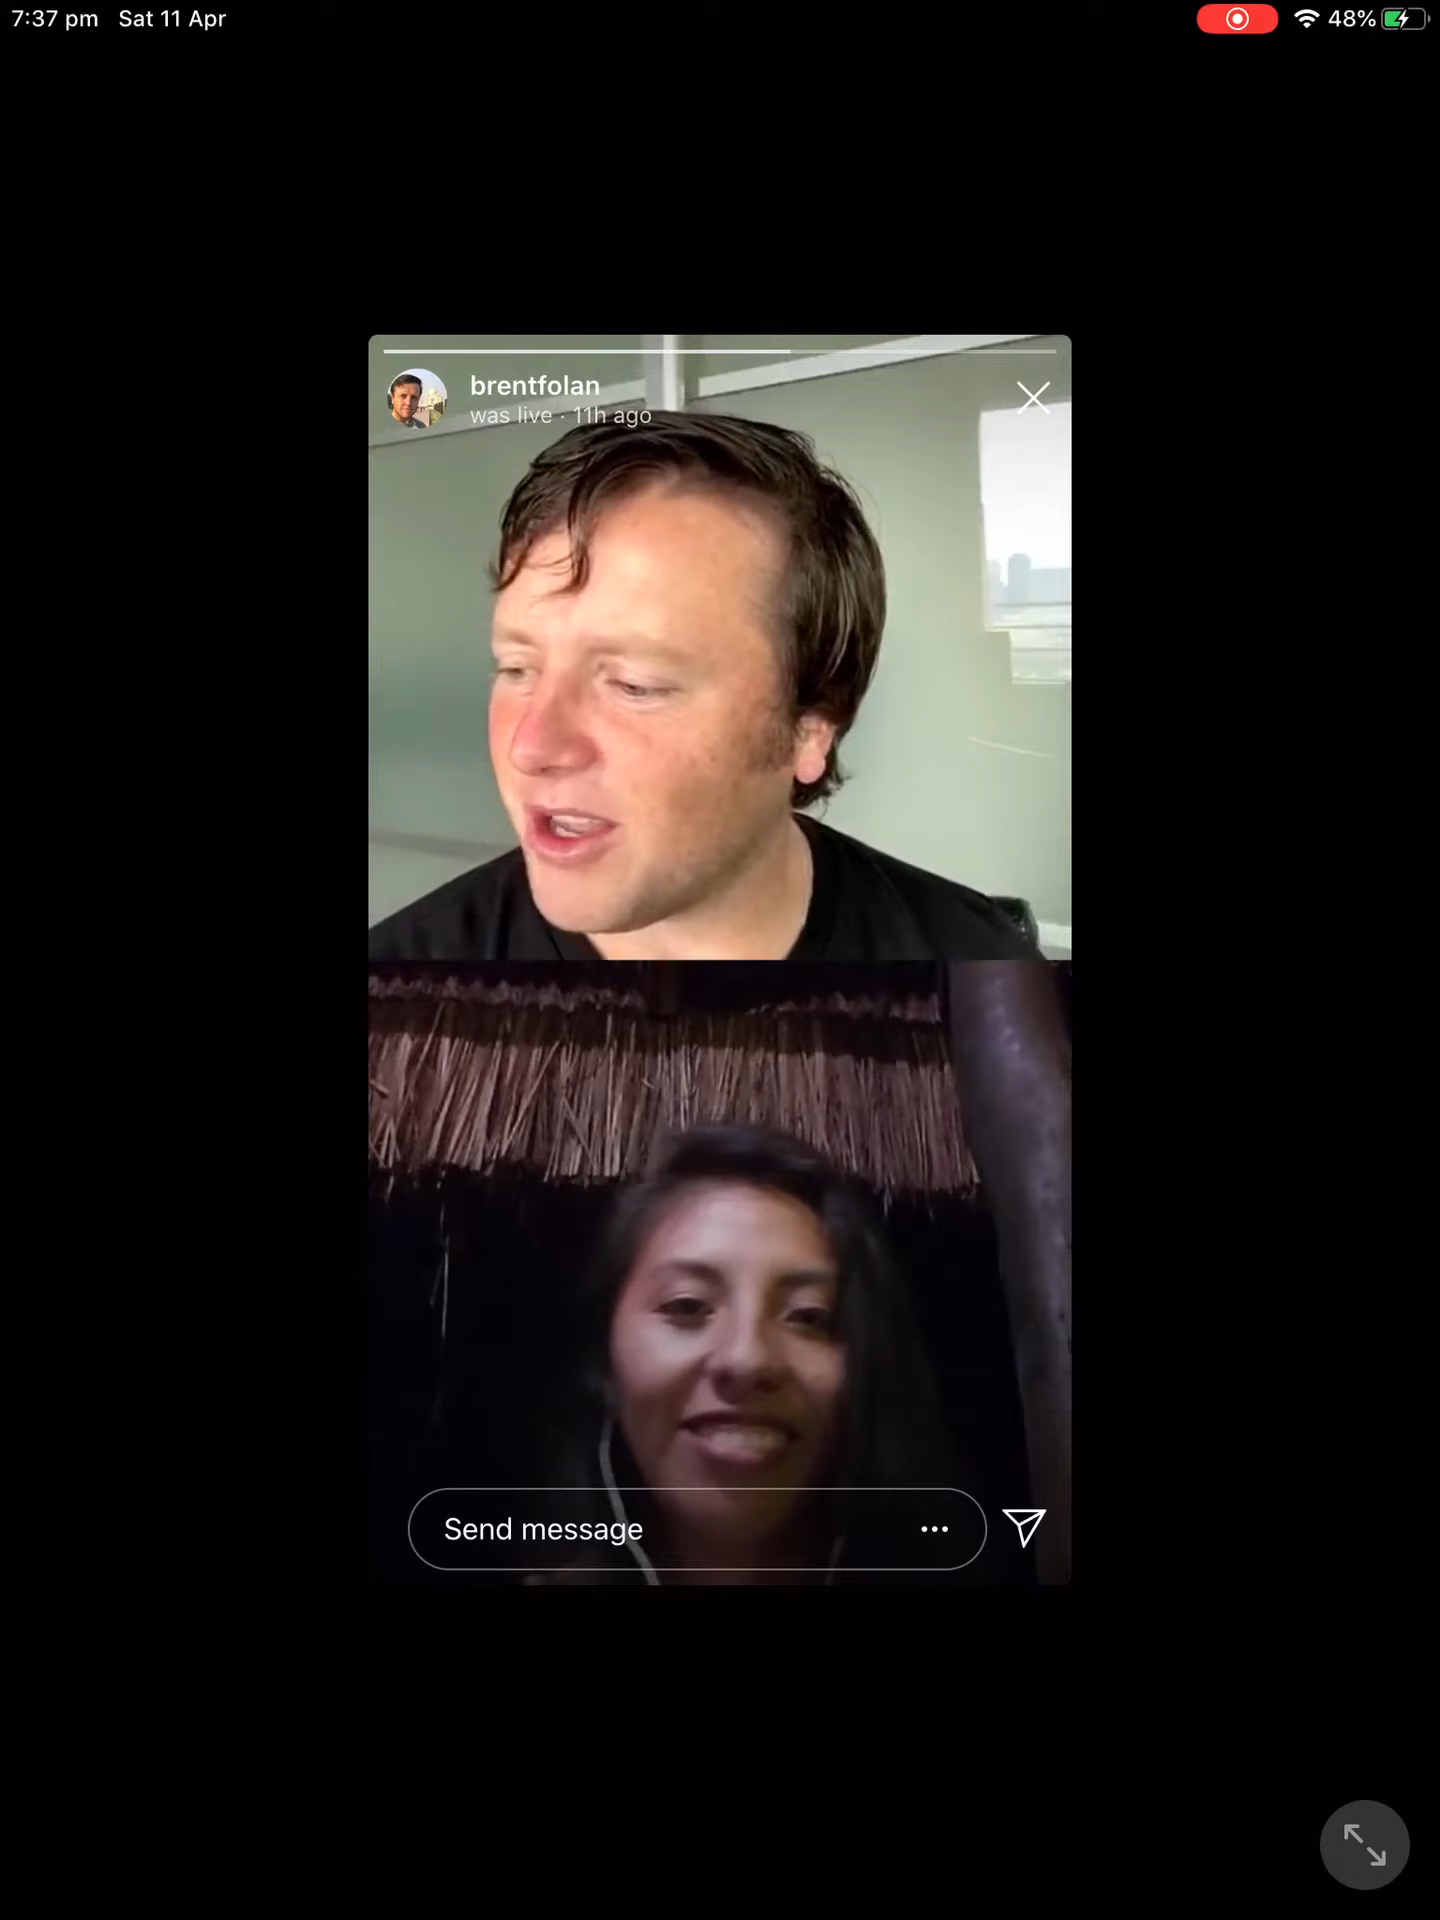 7:37 pm Sat 11 Apr
48%
brentfolan
was live · 11h ago
Send message